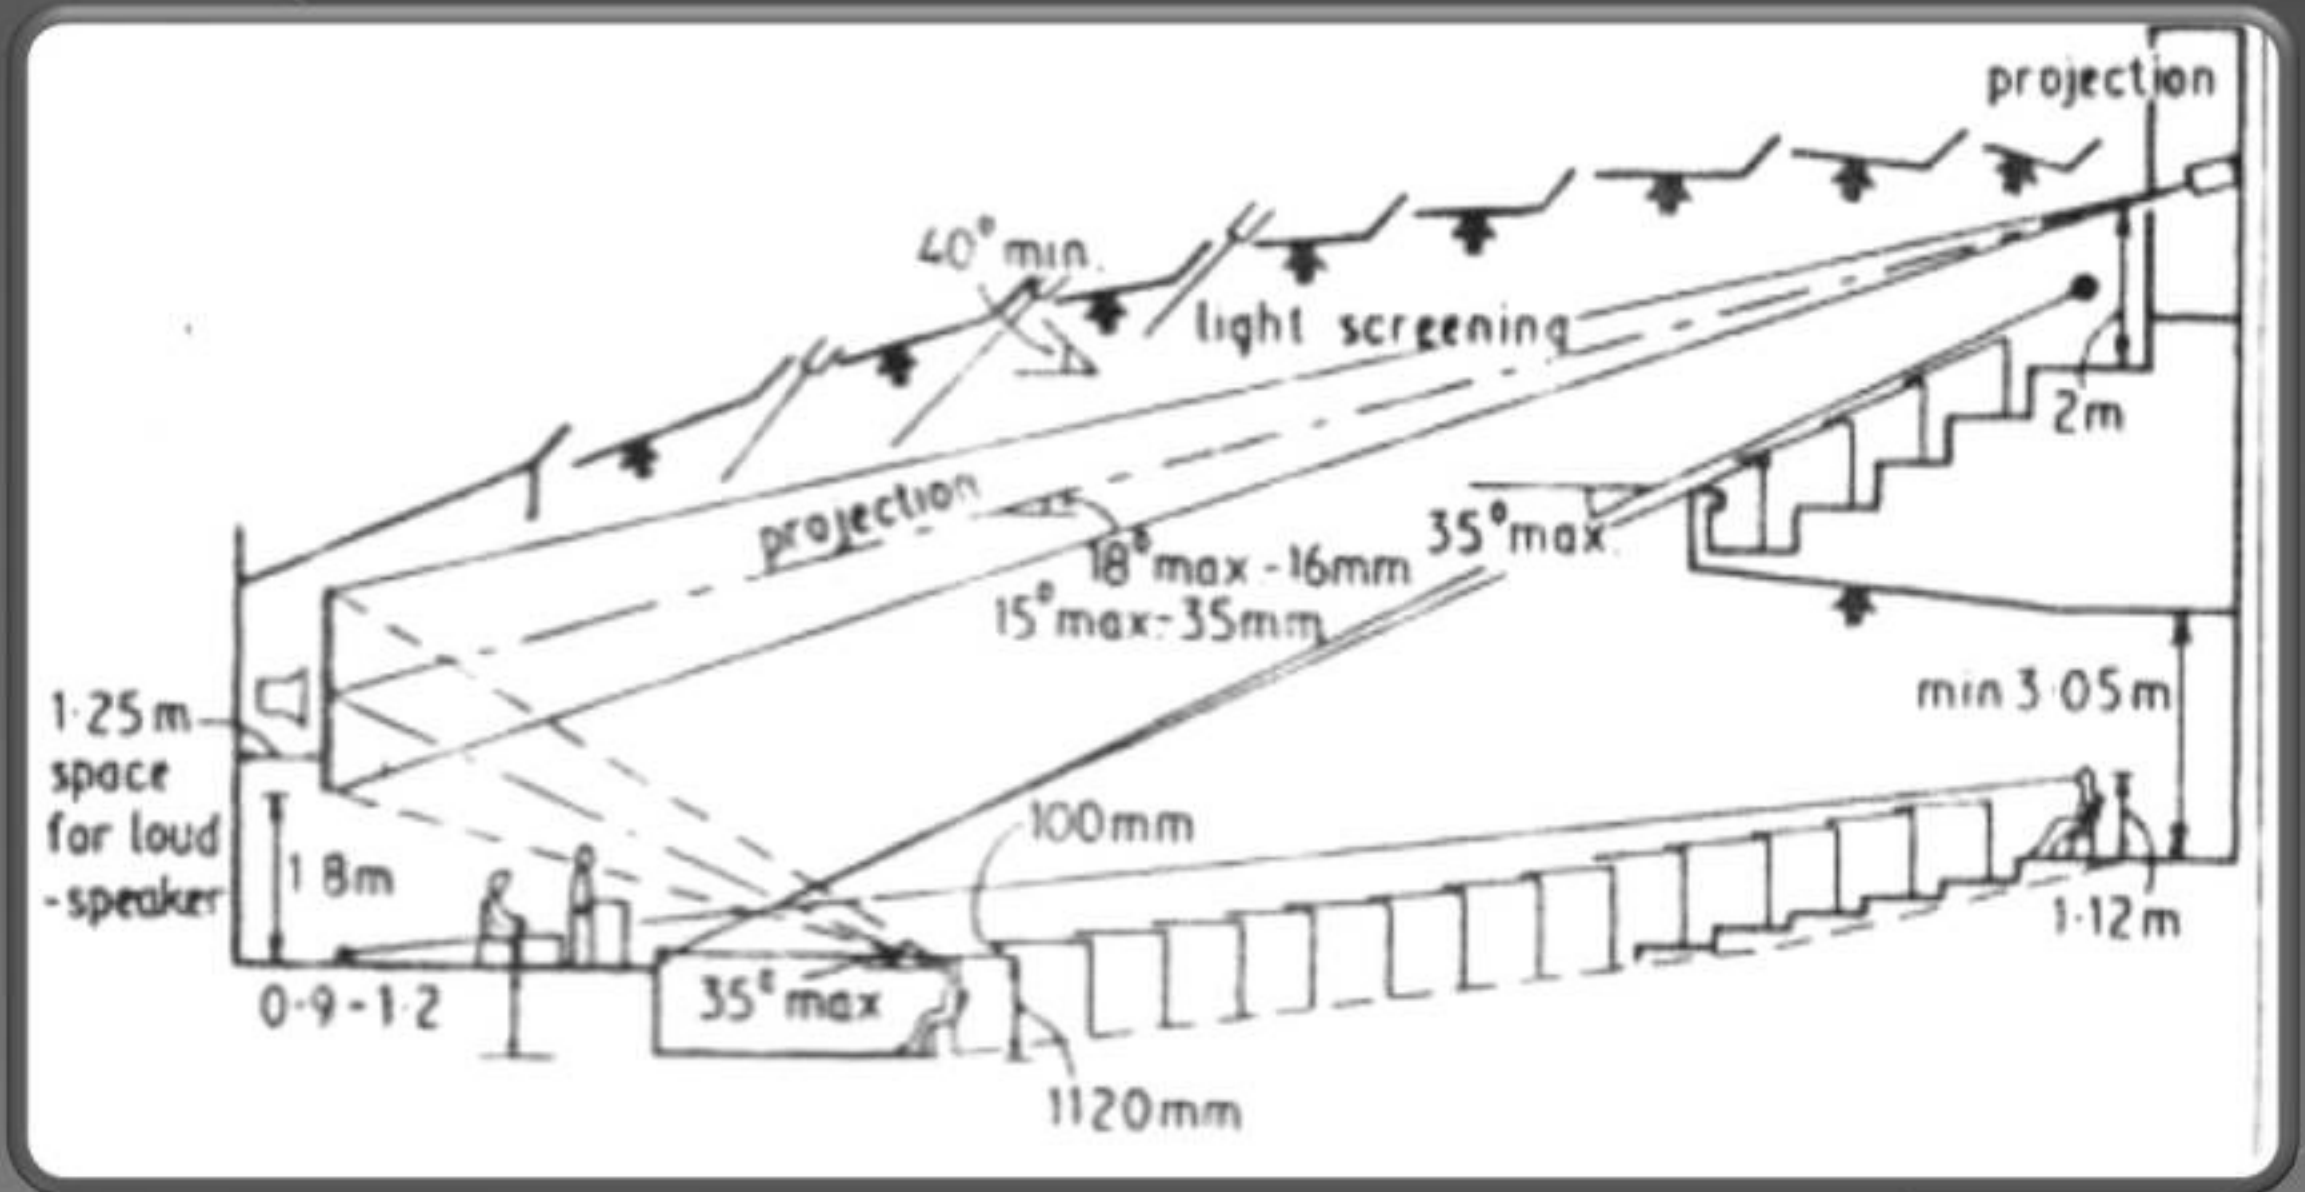 projection
40° min.
light screening
2m
projection
35° max.
18° max - 16mm
15° max - 35mm
1·25m
space
for loud
-speaker
min 3·05m
100mm
1 8m
1·12m
35° max
0·9-1·2
1120mm